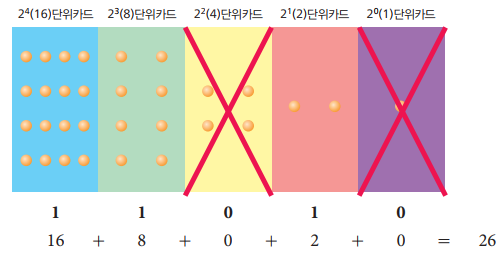 2⁴(16)단위카드 2³(8)단위카드 2²(4)단위카드 2¹(2)단위카드 2⁰(1)단위카드
1 1 0 1 0
16 + 8 + 0 + 2 + 0 = 26